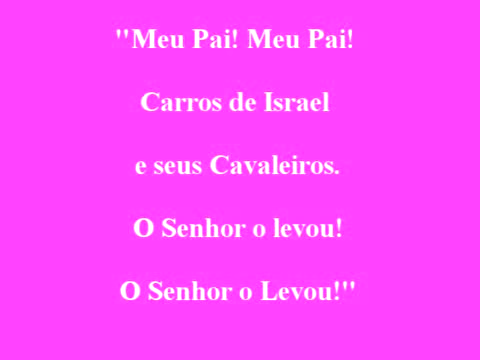 "Meu Pai! Meu Pai!
Carros de Israel
e seus Cavaleiros.
O Senhor o levou!
O Senhor o Levou!"